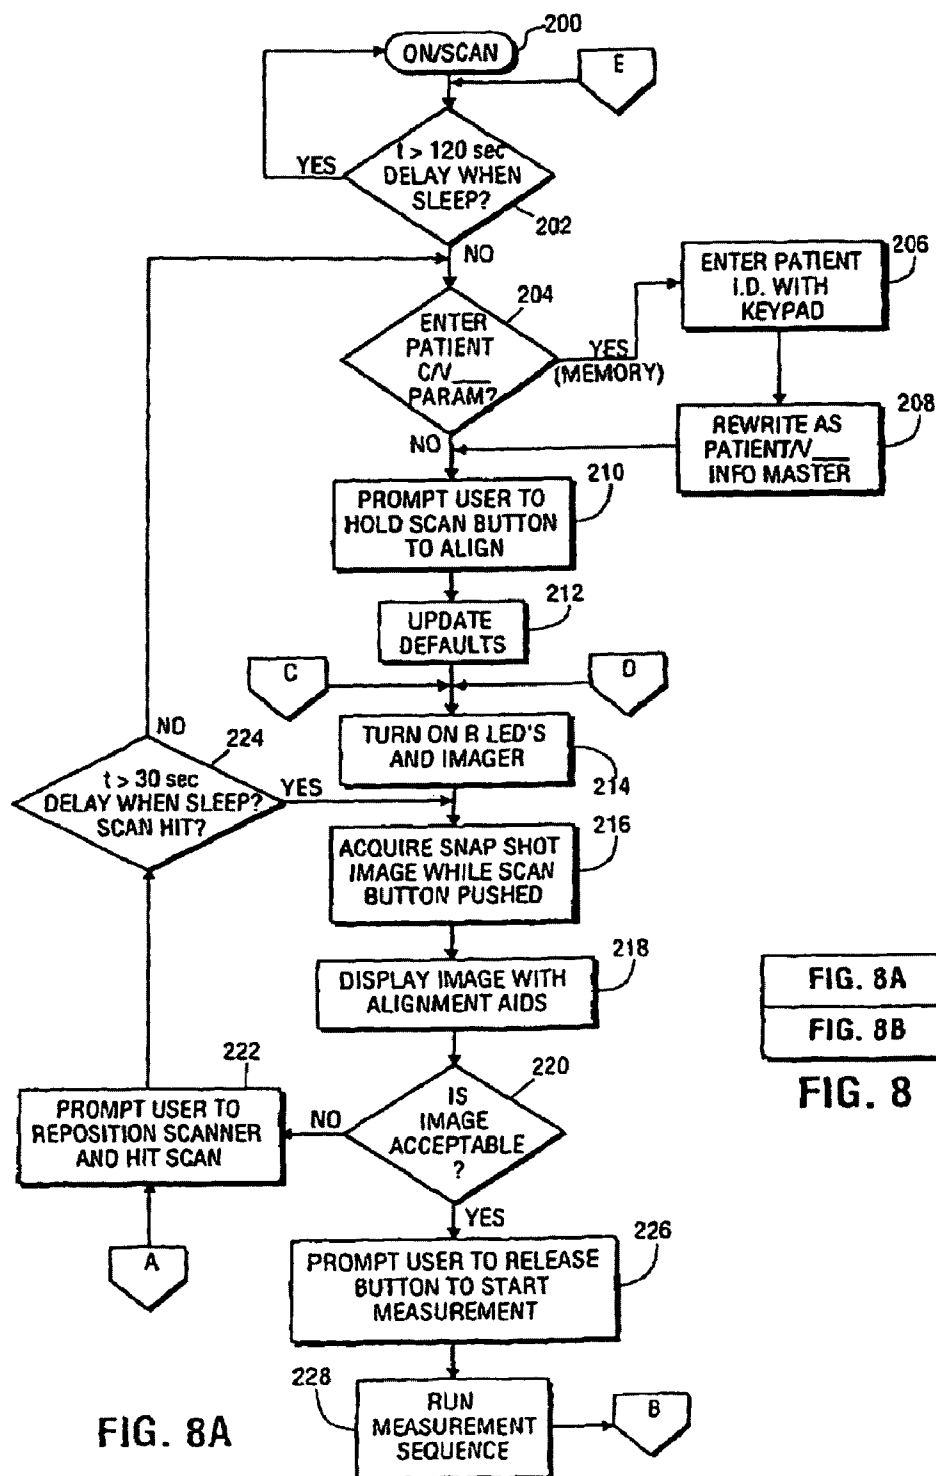 200
ON/SCAN
E
t > 120 sec
DELAY WHEN
SLEEP?
YES
202
NO
204
ENTER
PATIENT
C/V___
PARAM?
YES
(MEMORY)
206
ENTER PATIENT
I.D. WITH
KEYPAD
208
REWRITE AS
PATIENT/V___
INFO MASTER
NO
210
PROMPT USER TO
HOLD SCAN BUTTON
TO ALIGN
212
UPDATE
DEFAULTS
C
D
TURN ON R LED'S
AND IMAGER
214
NO
224
t > 30 sec
DELAY WHEN SLEEP?
SCAN HIT?
YES
216
ACQUIRE SNAP SHOT
IMAGE WHILE SCAN
BUTTON PUSHED
218
DISPLAY IMAGE WITH
ALIGNMENT AIDS
220
IS
IMAGE
ACCEPTABLE
?
NO
222
PROMPT USER TO
REPOSITION SCANNER
AND HIT SCAN
A
YES
226
PROMPT USER TO RELEASE
BUTTON TO START
MEASUREMENT
228
RUN
MEASUREMENT
SEQUENCE
B
FIG. 8A
FIG. 8B
FIG. 8
FIG. 8A